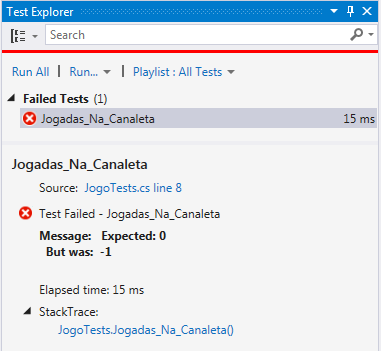 Test Explorer
Search
Run All | Run... | Playlist : All Tests
Failed Tests (1)
Jogadas_Na_Canaleta 15 ms
Jogadas_Na_Canaleta
Source: JogoTests.cs line 8
Test Failed - Jogadas_Na_Canaleta
Message: Expected: 0
But was: -1
Elapsed time: 15 ms
StackTrace:
JogoTests.Jogadas_Na_Canaleta()